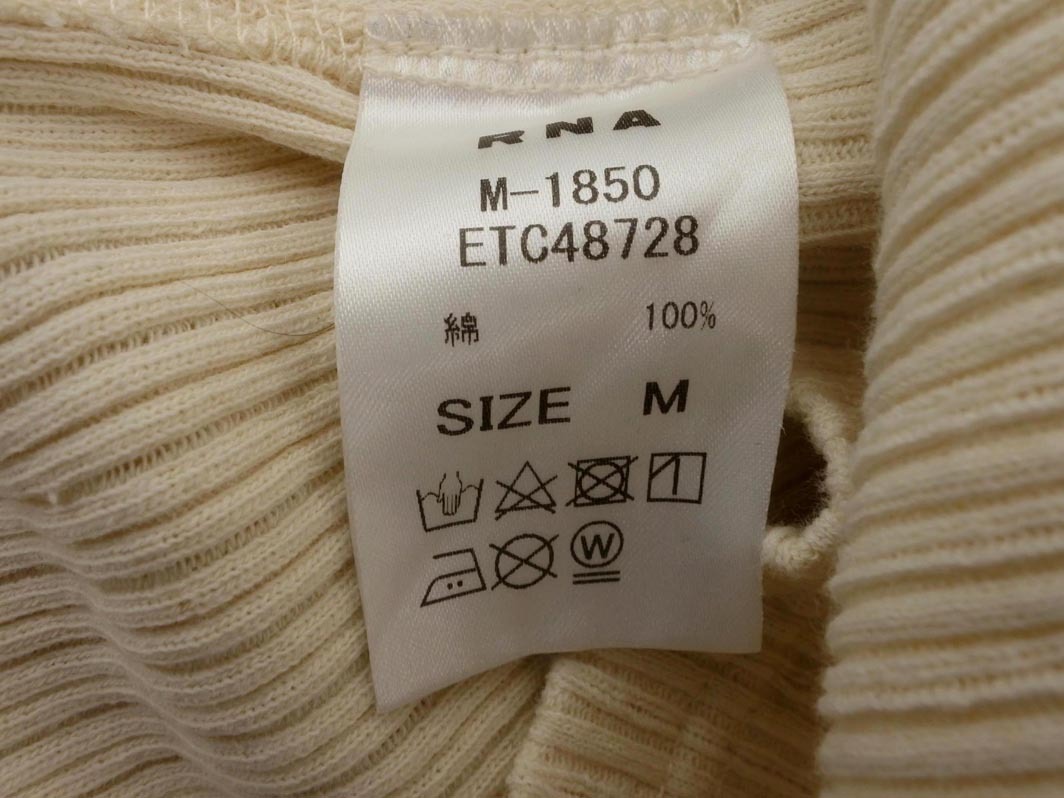 RNA
M-1850
ETC48728
綿 100%
SIZE M
W